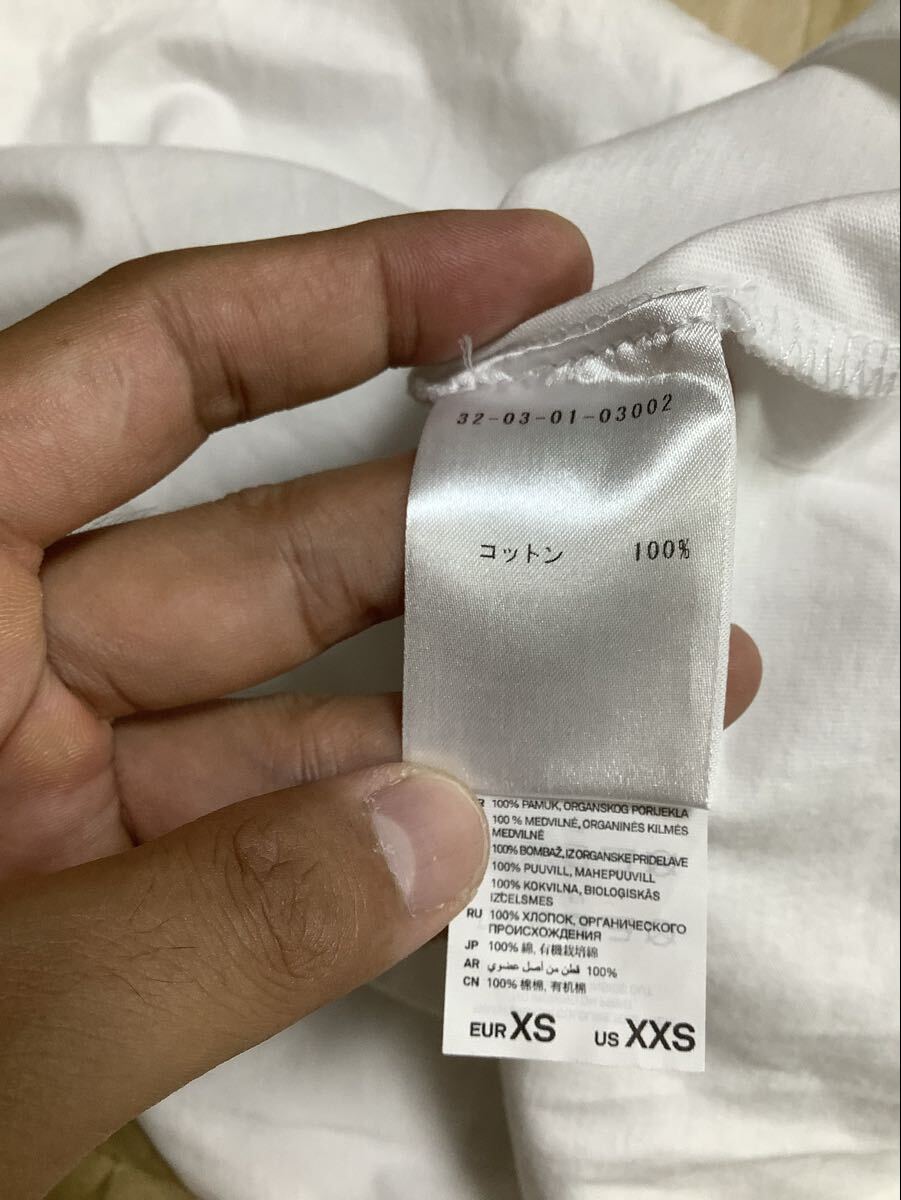 32-03-01-03002
コットン 100%
100% PAMUK, ORGANSKOG PORIJEKLA
100 % MEDVILNĖ, ORGANINĖS KILMĖS
MEDVILNĖ
100% BOMBAŽ, IZ ORGANSKE PRIDELAVE
100% PUUVILL, MAHEPUUVILL
100% KOKVILNA, BIOLOĢISKĀS
IZCELSMES
RU 100% ХЛОПОК, ОРГАНИЧЕСКОГО
ПРОИСХОЖДЕНИЯ
JP 100% 綿, 有機栽培綿
AR 100% قطن من أصل عضوي
CN 100% 棉棉, 有机棉
EUR XS US XXS